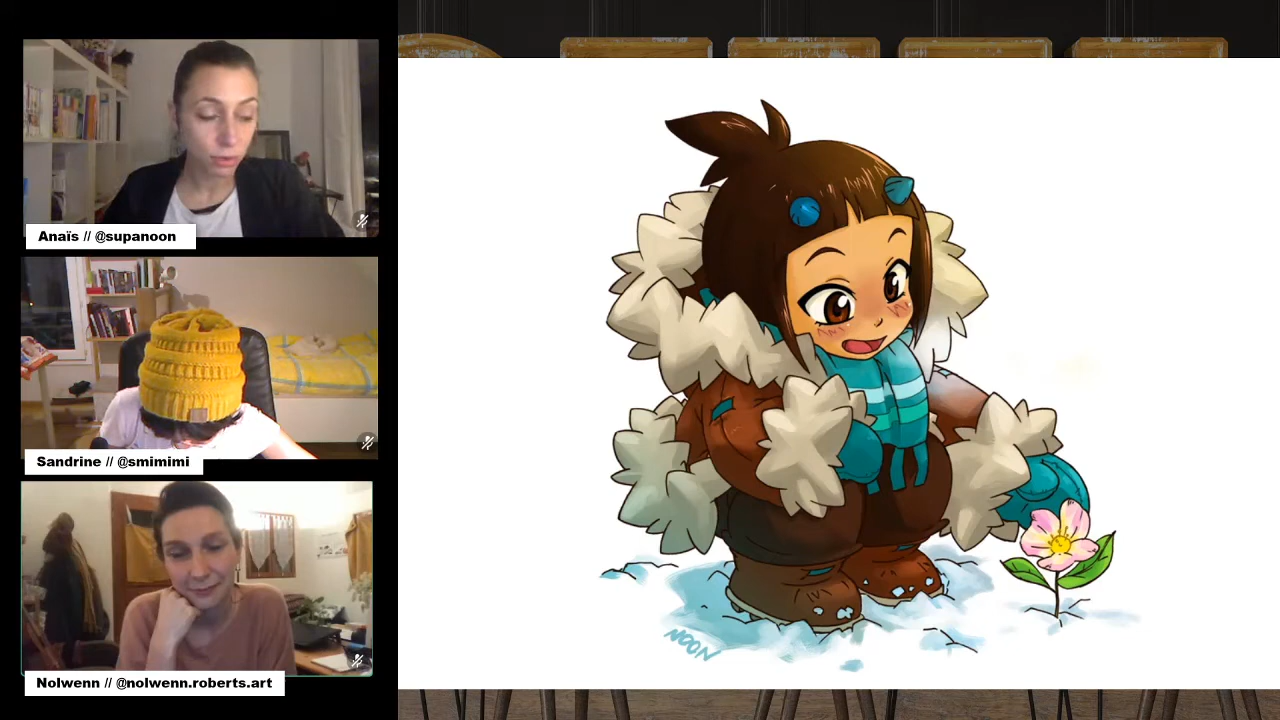 Anaïs // @supanoon
Sandrine // @smimimi
Nolwenn // @nolwenn.roberts.art
NOON